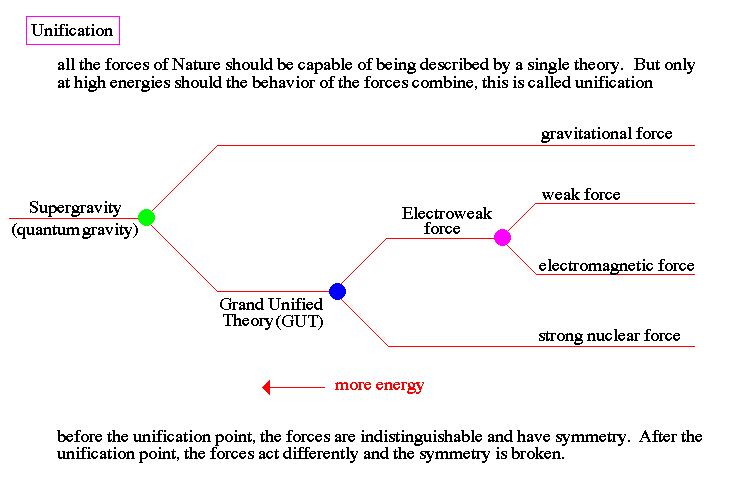 Unification
all the forces of Nature should be capable of being described by a single theory. But only
at high energies should the behavior of the forces combine, this is called unification
gravitational force
weak force
Supergravity
(quantum gravity)
Electroweak
force
electromagnetic force
Grand Unified
Theory (GUT)
strong nuclear force
more energy
before the unification point, the forces are indistinguishable and have symmetry. After the
unification point, the forces act differently and the symmetry is broken.